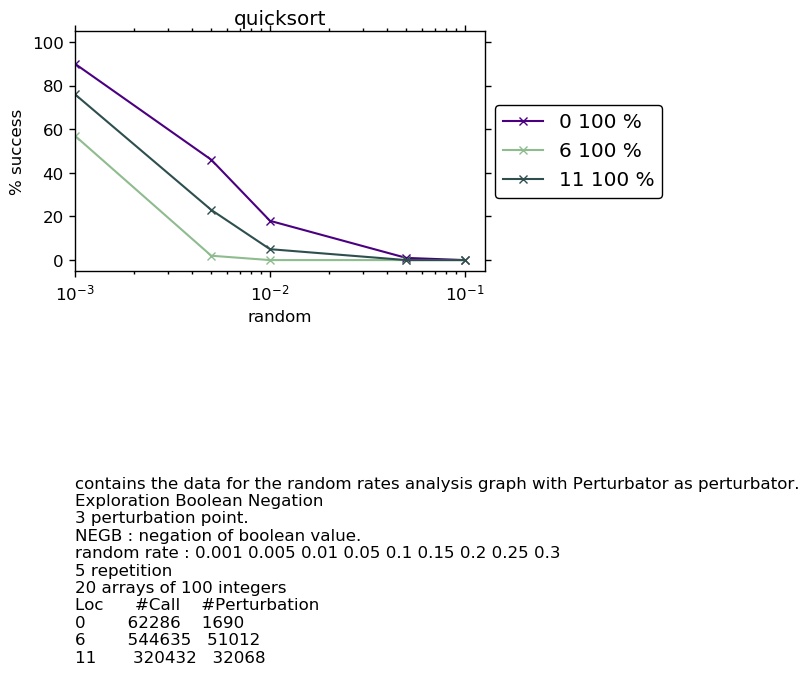 quicksort
100
80
60
40
20
0
% success
10⁻³ 10⁻² 10⁻¹
random
0 100 %
6 100 %
11 100 %
contains the data for the random rates analysis graph with Perturbator as perturbator.
Exploration Boolean Negation
3 perturbation point.
NEGB : negation of boolean value.
random rate : 0.001 0.005 0.01 0.05 0.1 0.15 0.2 0.25 0.3
5 repetition
20 arrays of 100 integers
Loc #Call #Perturbation
0 62286 1690
6 544635 51012
11 320432 32068